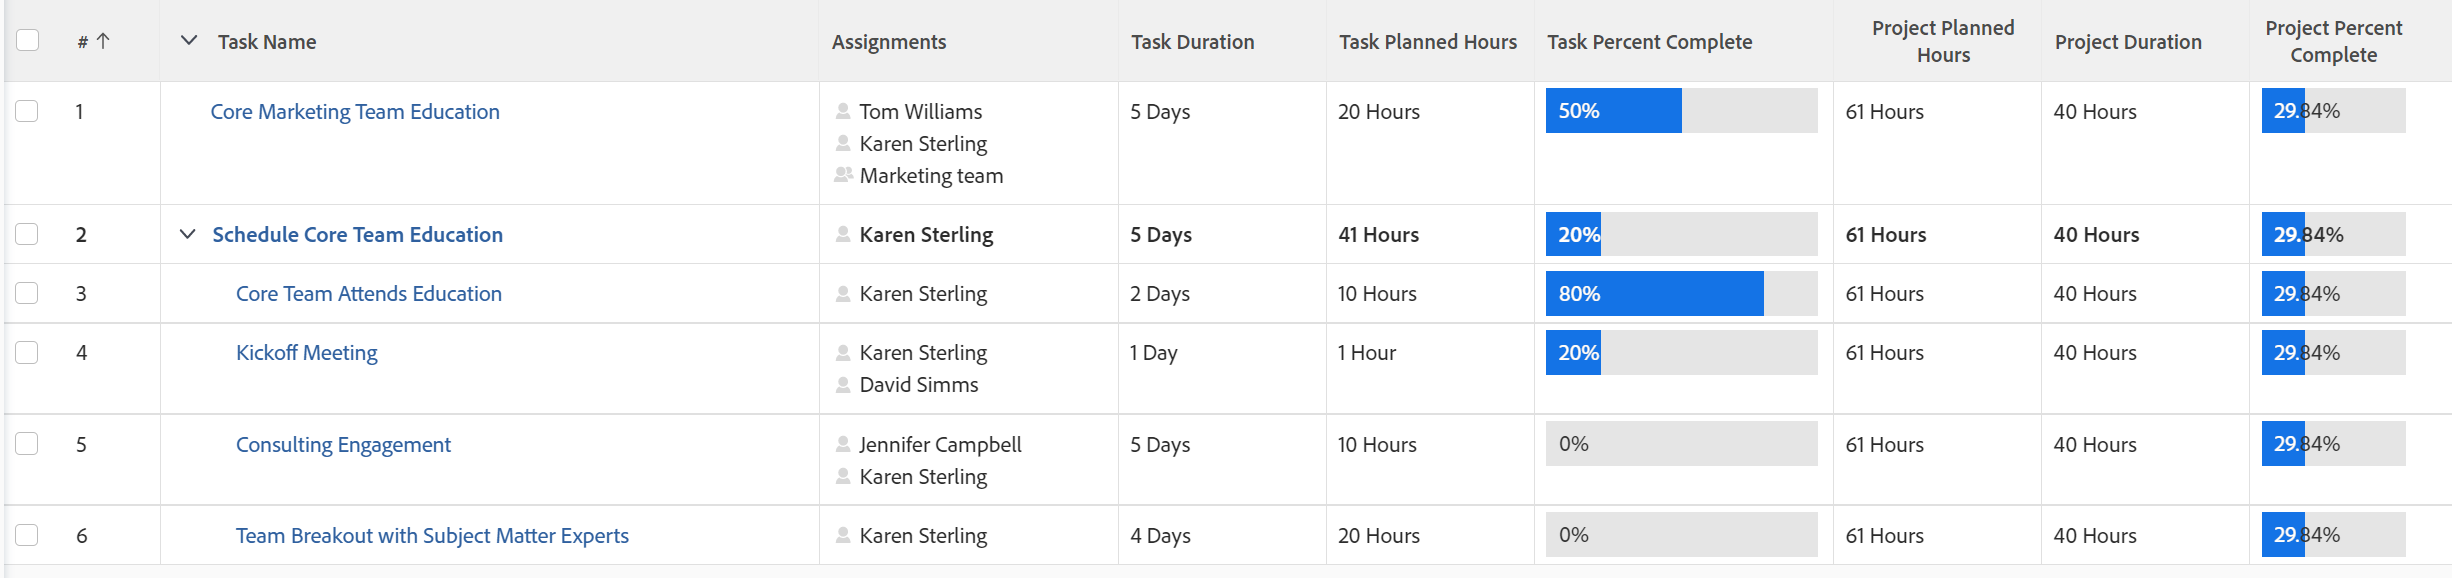 # ↑ Task Name Assignments Task Duration Task Planned Hours Task Percent Complete Project Planned Hours Project Duration Project Percent Complete
1 Core Marketing Team Education Tom Williams 5 Days 20 Hours 50% 61 Hours 40 Hours 29.84%
Karen Sterling
Marketing team
2 Schedule Core Team Education Karen Sterling 5 Days 41 Hours 20% 61 Hours 40 Hours 29.84%
3 Core Team Attends Education Karen Sterling 2 Days 10 Hours 80% 61 Hours 40 Hours 29.84%
4 Kickoff Meeting Karen Sterling 1 Day 1 Hour 20% 61 Hours 40 Hours 29.84%
David Simms
5 Consulting Engagement Jennifer Campbell 5 Days 10 Hours 0% 61 Hours 40 Hours 29.84%
Karen Sterling
6 Team Breakout with Subject Matter Experts Karen Sterling 4 Days 20 Hours 0% 61 Hours 40 Hours 29.84%